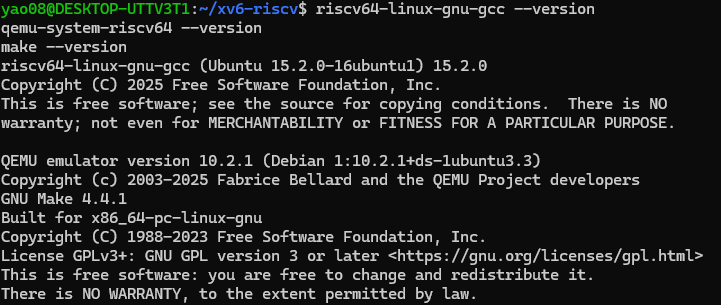 yao08@DESKTOP-UTTV3T1:~/xv6-riscv$ riscv64-linux-gnu-gcc --version
qemu-system-riscv64 --version
make --version
riscv64-linux-gnu-gcc (Ubuntu 15.2.0-16ubuntu1) 15.2.0
Copyright (C) 2025 Free Software Foundation, Inc.
This is free software; see the source for copying conditions.  There is NO
warranty; not even for MERCHANTABILITY or FITNESS FOR A PARTICULAR PURPOSE.

QEMU emulator version 10.2.1 (Debian 1:10.2.1+ds-1ubuntu3.3)
Copyright (c) 2003-2025 Fabrice Bellard and the QEMU Project developers
GNU Make 4.4.1
Built for x86_64-pc-linux-gnu
Copyright (C) 1988-2023 Free Software Foundation, Inc.
License GPLv3+: GNU GPL version 3 or later <https://gnu.org/licenses/gpl.html>
This is free software: you are free to change and redistribute it.
There is NO WARRANTY, to the extent permitted by law.